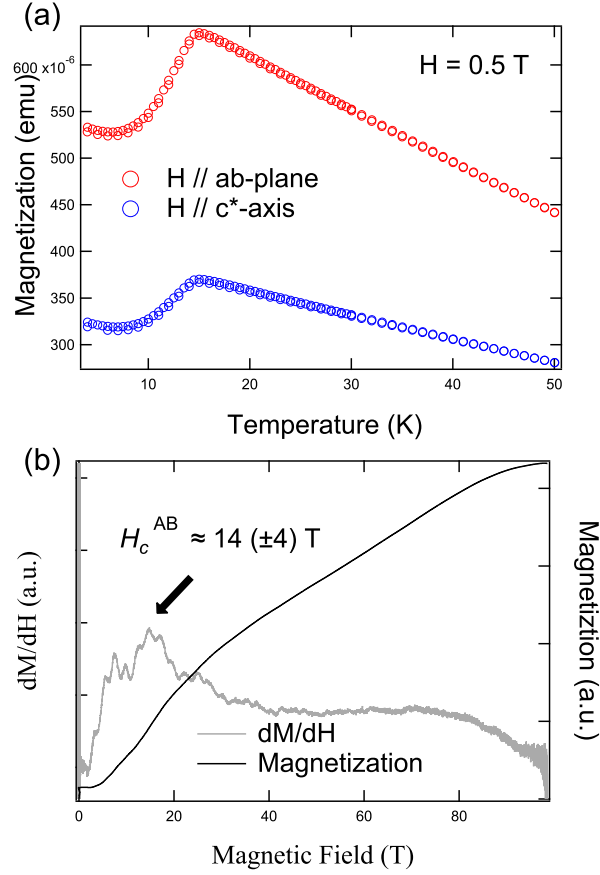 (a)
600 x10⁻⁶
550
500
450
400
350
300
Magnetization (emu)
H = 0.5 T
H // ab-plane
H // c*-axis
10
20
30
40
50
Temperature (K)
(b)
H_c^AB ≈ 14 (±4) T
dM/dH (a.u.)
Magnetiztion (a.u.)
dM/dH
Magnetization
0
20
40
60
80
Magnetic Field (T)